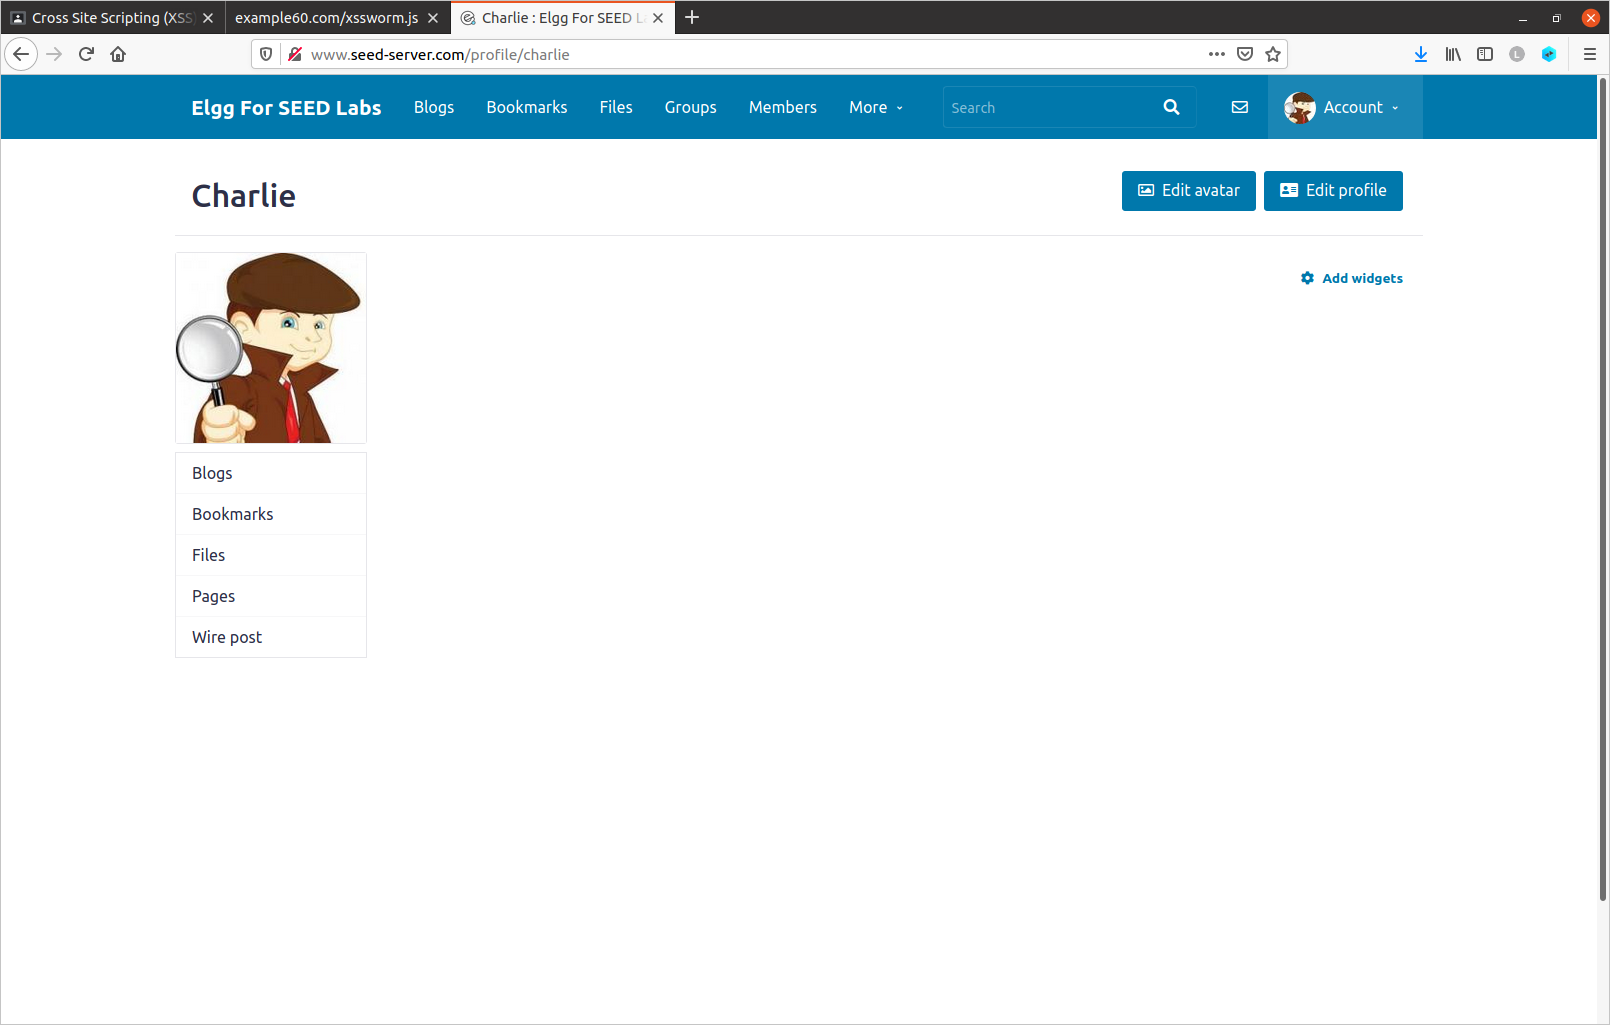 Cross Site Scripting (XSS)
example60.com/xssworm.js
Charlie : Elgg For SEED L
www.seed-server.com/profile/charlie
Elgg For SEED Labs Blogs Bookmarks Files Groups Members More Search Account
Charlie
Edit avatar Edit profile
Add widgets
Blogs
Bookmarks
Files
Pages
Wire post